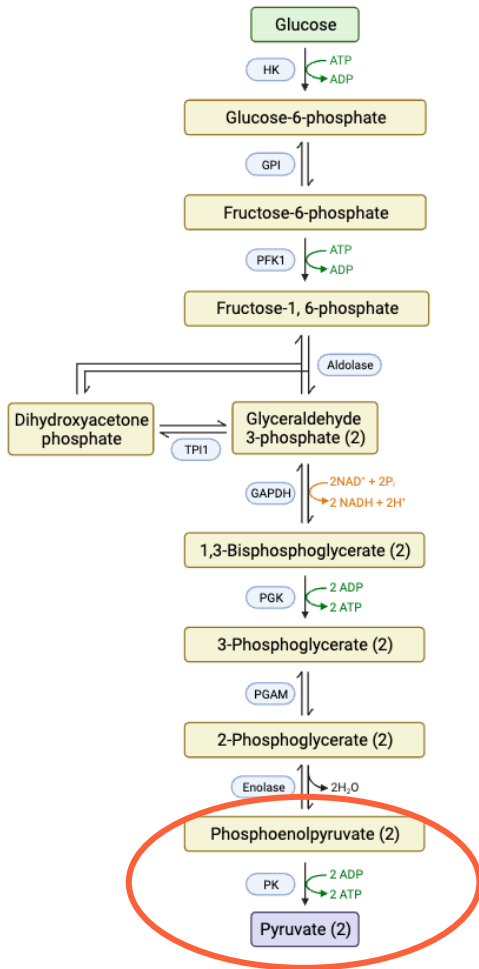 Glucose
HK
ATP
ADP
Glucose-6-phosphate
GPI
Fructose-6-phosphate
PFK1
ATP
ADP
Fructose-1, 6-phosphate
Aldolase
Dihydroxyacetone
phosphate
TPI1
Glyceraldehyde
3-phosphate (2)
GAPDH
2NAD⁺ + 2Pᵢ
2 NADH + 2H⁺
1,3-Bisphosphoglycerate (2)
PGK
2 ADP
2 ATP
3-Phosphoglycerate (2)
PGAM
2-Phosphoglycerate (2)
Enolase
2H₂O
Phosphoenolpyruvate (2)
PK
2 ADP
2 ATP
Pyruvate (2)